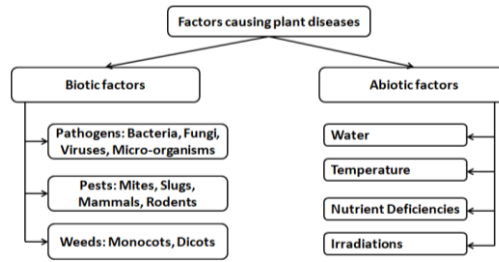 Factors causing plant diseases
Biotic factors
Abiotic factors
Pathogens: Bacteria, Fungi,
Viruses, Micro-organisms
Pests: Mites, Slugs,
Mammals, Rodents
Weeds: Monocots, Dicots
Water
Temperature
Nutrient Deficiencies
Irradiations